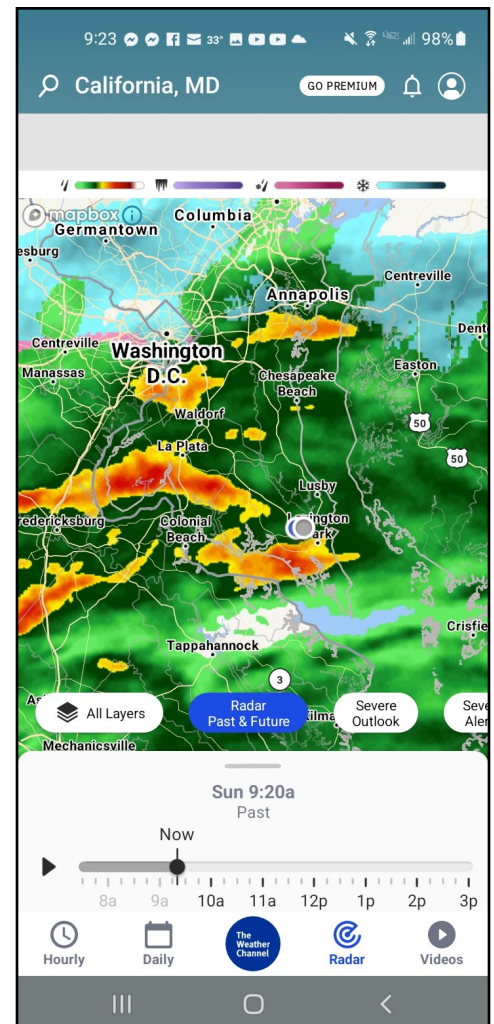 9:23
33°
98%
California, MD
GO PREMIUM
mapbox
Columbia
Germantown
esburg
Centreville
Annapolis
Dent
Centreville
Washington
D.C.
Manassas
Chesapeake
Beach
Easton
50
Waldorf
50
La Plata
Lusby
redericksburg
Colonial
Beach
Lexington
Park
Crisfie
Tappahannock
3
As
All Layers
Radar
Past & Future
ilma
Severe
Outlook
Seve
Aler
Mechanicsville
Sun 9:20a
Past
Now
8a 9a 10a 11a 12p 1p 2p 3p
The
Weather
Channel
Hourly Daily Radar Videos